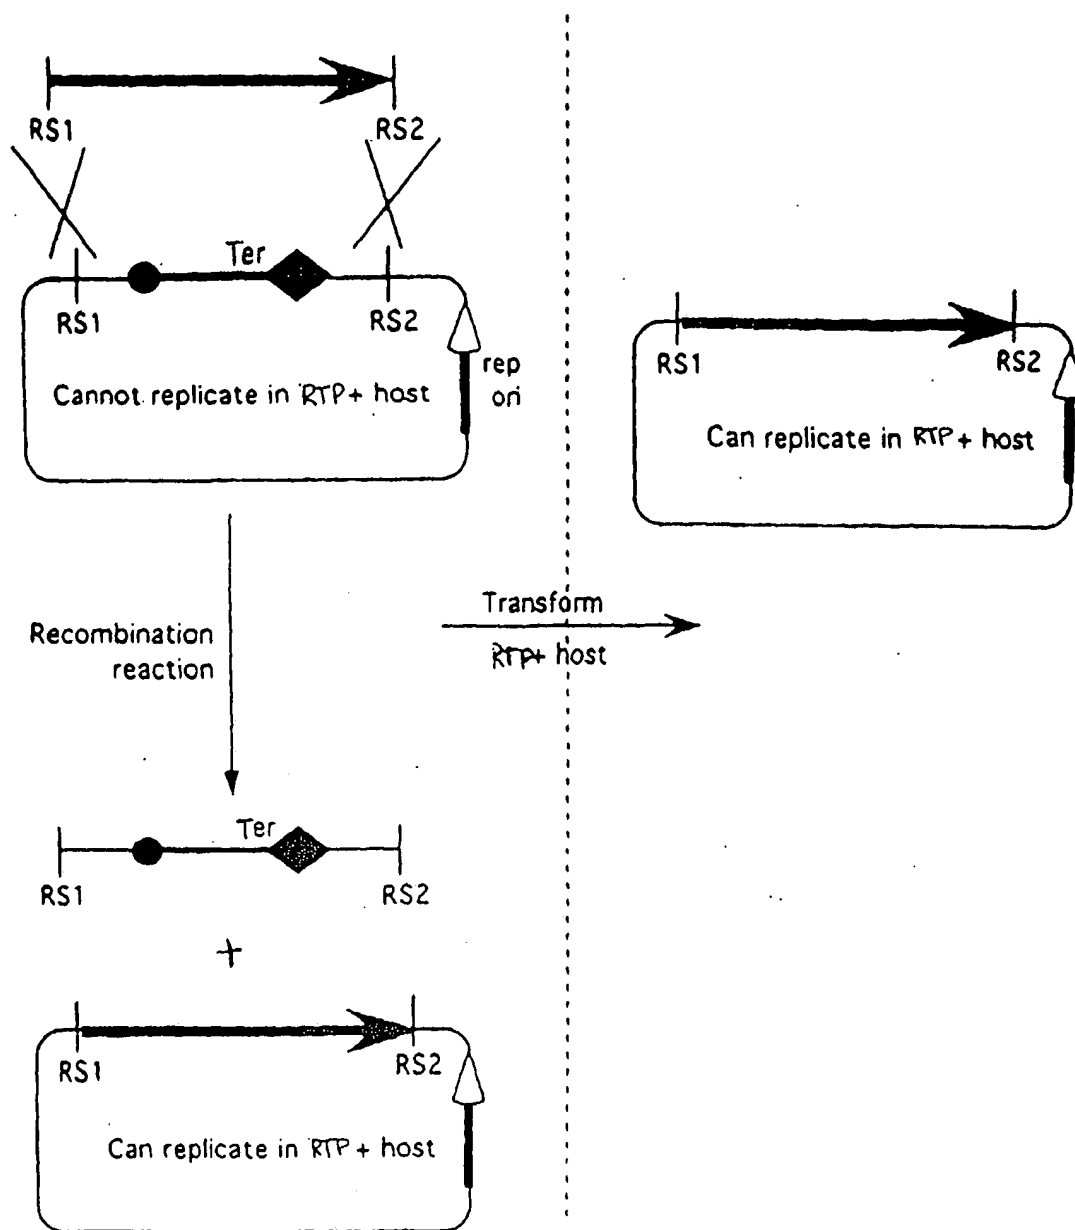 RS1
RS2
Ter
RS1
RS2
rep
ori
Cannot replicate in RTP+ host
Recombination
reaction
Transform
RTP+ host
RS1
RS2
Can replicate in RTP+ host
Ter
RS1
RS2
+
RS1
RS2
Can replicate in RTP+ host